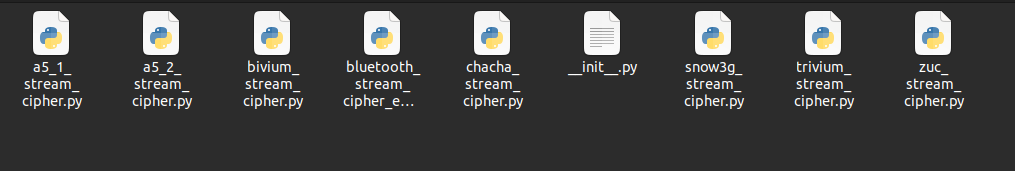 a5_1_ a5_2_ bivium_ bluetooth_ chacha_ __init__.py snow3g_ trivium_ zuc_
stream_ stream_ stream_ stream_ stream_ stream_ stream_ stream_
cipher.py cipher.py cipher.py cipher_e... cipher.py cipher.py cipher.py cipher.py